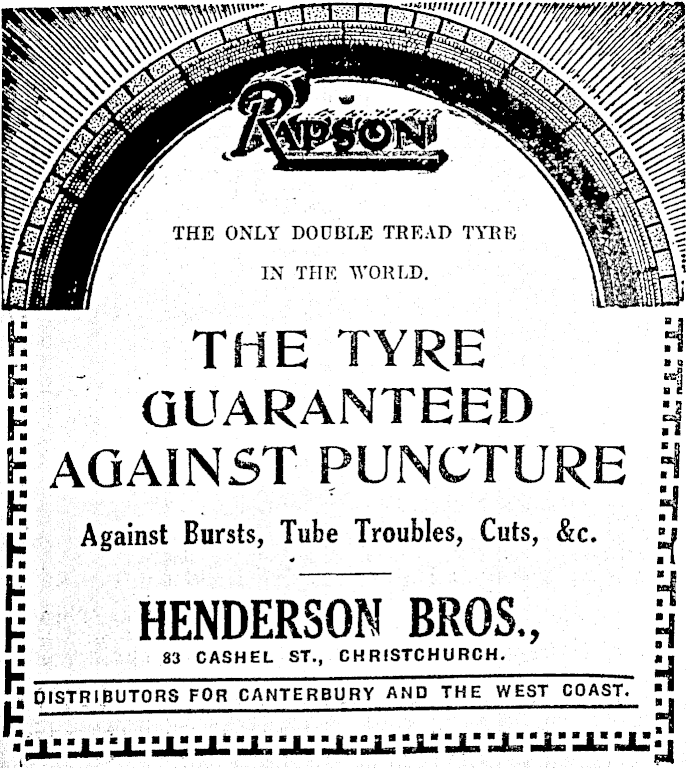 RAPSON
THE ONLY DOUBLE TREAD TYRE
IN THE WORLD.
THE TYRE
GUARANTEED
AGAINST PUNCTURE
Against Bursts, Tube Troubles, Cuts, &c.
HENDERSON BROS.,
83 CASHEL ST., CHRISTCHURCH.
DISTRIBUTORS FOR CANTERBURY AND THE WEST COAST.